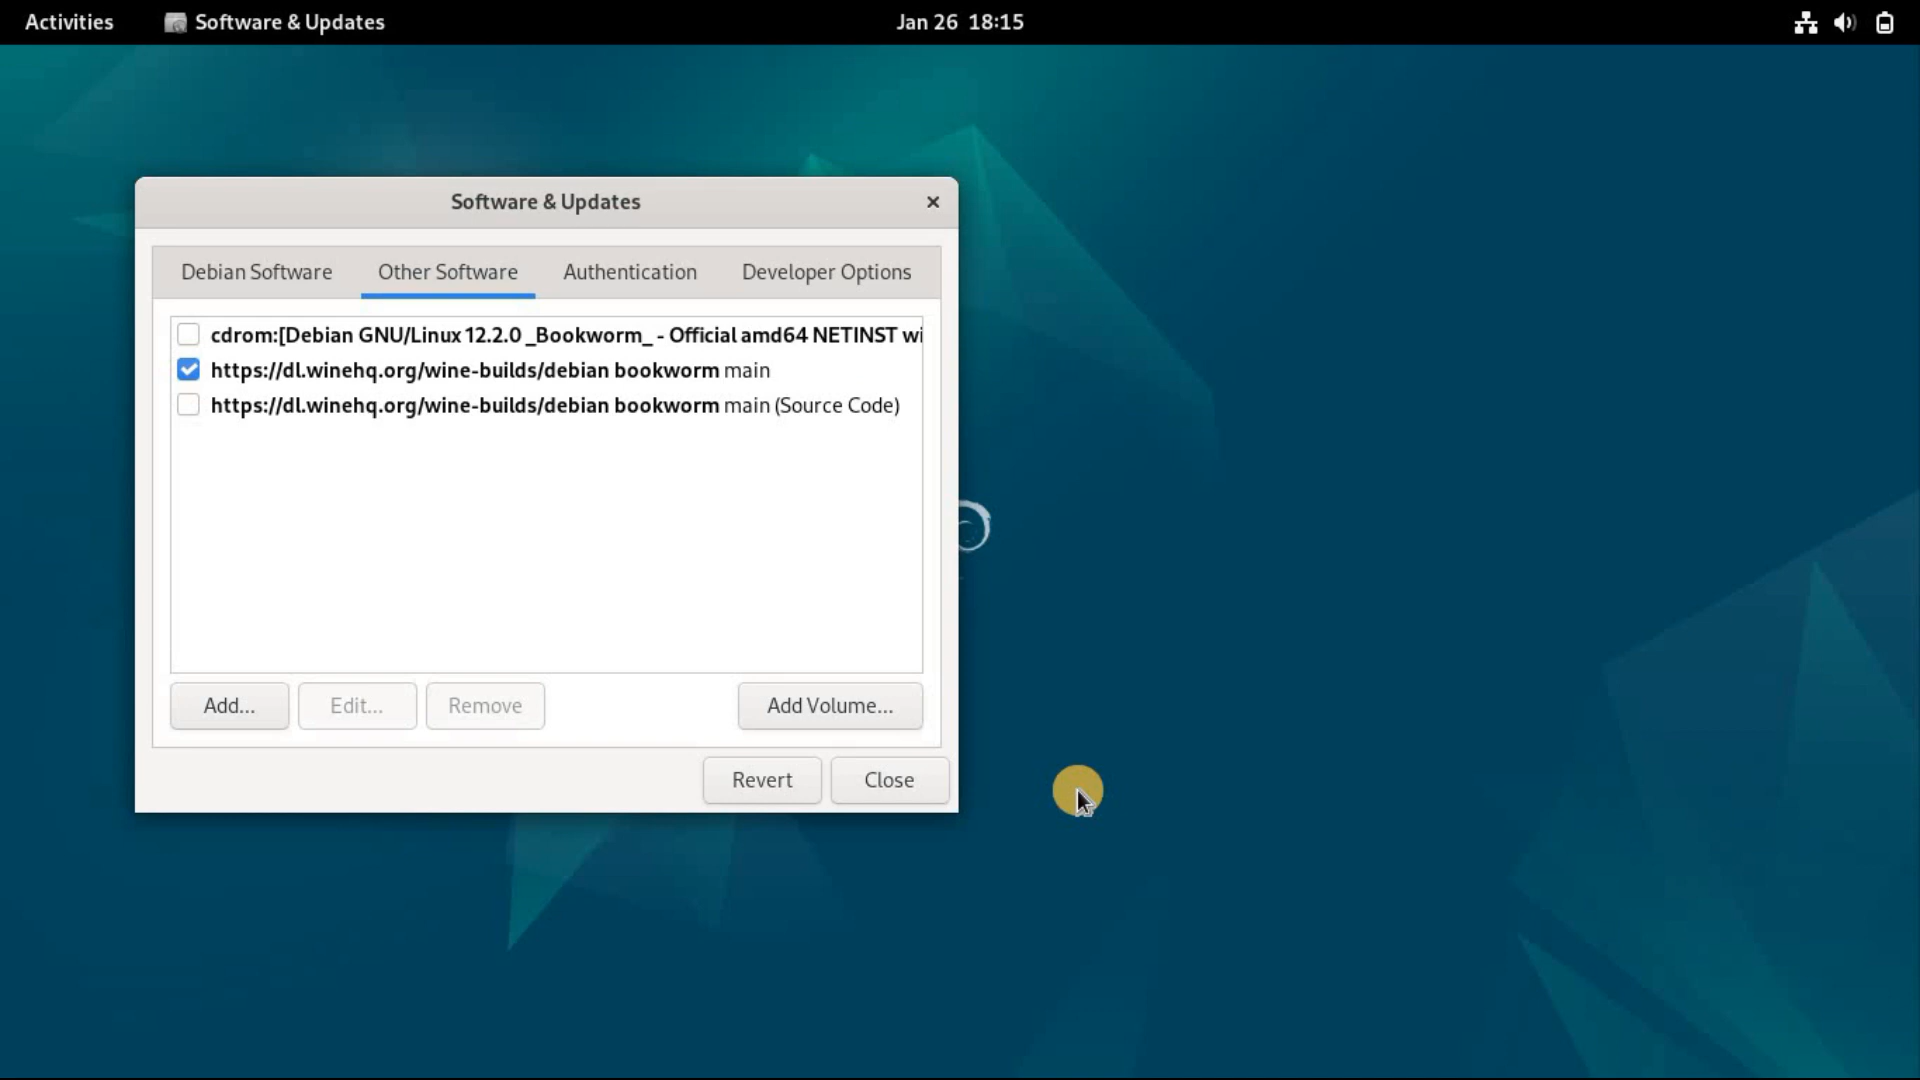 Activities Software & Updates Jan 26 18:15
Software & Updates
Debian Software Other Software Authentication Developer Options
cdrom:[Debian GNU/Linux 12.2.0 _Bookworm_ - Official amd64 NETINST wi
https://dl.winehq.org/wine-builds/debian bookworm main
https://dl.winehq.org/wine-builds/debian bookworm main (Source Code)
Add... Edit... Remove Add Volume...
Revert Close